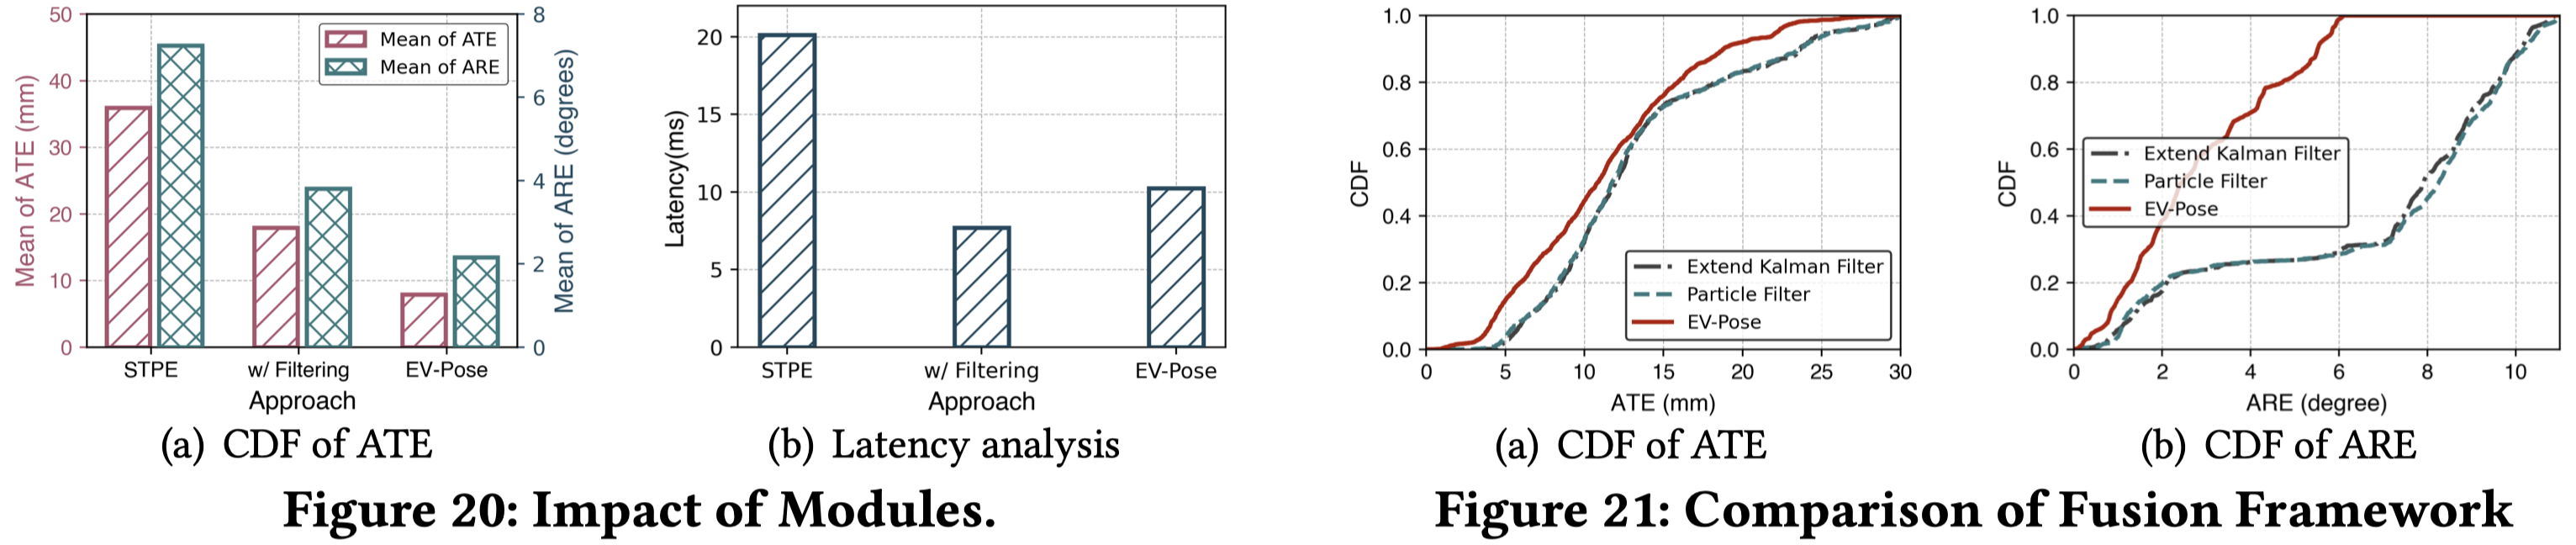 50
40
30
20
10
0
Mean of ATE (mm)
8
6
4
2
0
Mean of ARE (degrees)
Mean of ATE
Mean of ARE
STPE
w/ Filtering
EV-Pose
Approach
(a) CDF of ATE
20
15
10
5
0
Latency(ms)
STPE
w/ Filtering
EV-Pose
Approach
(b) Latency analysis
Figure 20: Impact of Modules.
1.0
0.8
0.6
0.4
0.2
0.0
CDF
Extend Kalman Filter
Particle Filter
EV-Pose
0 5 10 15 20 25 30
ATE (mm)
(a) CDF of ATE
1.0
0.8
0.6
0.4
0.2
0.0
CDF
Extend Kalman Filter
Particle Filter
EV-Pose
0 2 4 6 8 10
ARE (degree)
(b) CDF of ARE
Figure 21: Comparison of Fusion Framework